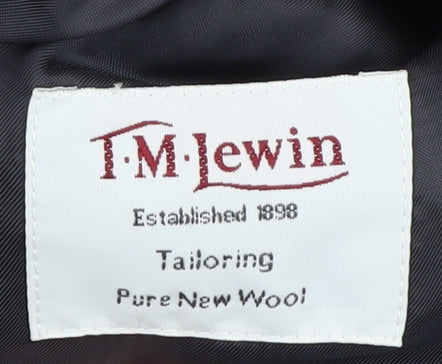 T·M·Lewin
Established 1898
Tailoring
Pure New Wool